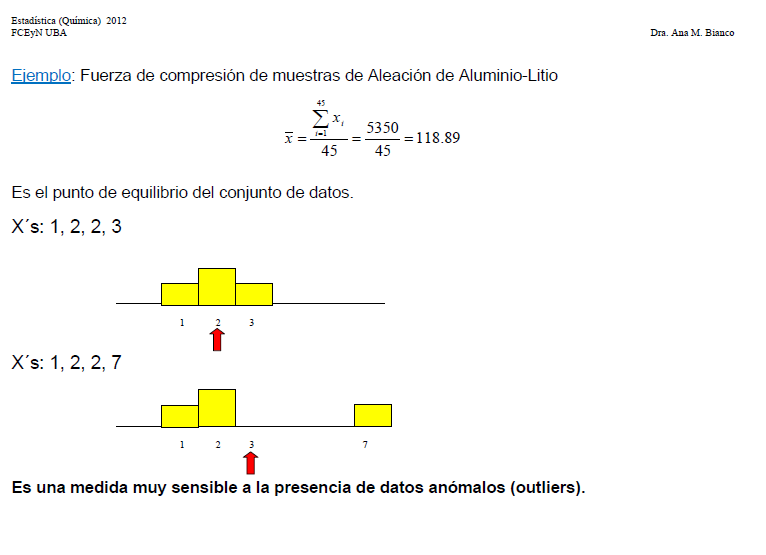 Estadística (Química)  2012
FCEyN UBA
Dra. Ana M. Bianco
Ejemplo: Fuerza de compresión de muestras de Aleación de Aluminio-Litio
x̄ = (∑_{i=1}^{45} x_i)/45 = 5350/45 = 118.89
Es el punto de equilibrio del conjunto de datos.
X´s: 1, 2, 2, 3
1 2 3
X´s: 1, 2, 2, 7
1 2 3 7
Es una medida muy sensible a la presencia de datos anómalos (outliers).